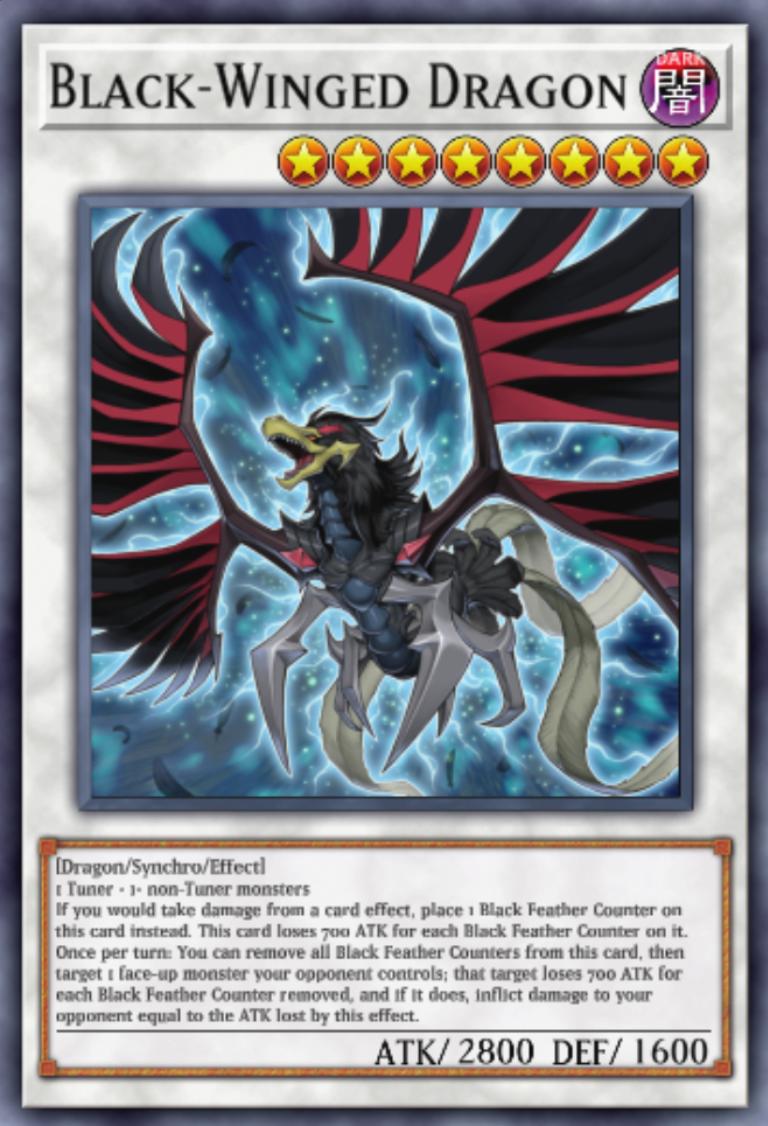 BLACK-WINGED DRAGON
DARK
闇
[Dragon/Synchro/Effect]
1 Tuner - 1- non-Tuner monsters
If you would take damage from a card effect, place 1 Black Feather Counter on
this card instead. This card loses 700 ATK for each Black Feather Counter on it.
Once per turn: You can remove all Black Feather Counters from this card, then
target 1 face-up monster your opponent controls; that target loses 700 ATK for
each Black Feather Counter removed, and if it does, inflict damage to your
opponent equal to the ATK lost by this effect.
ATK/ 2800 DEF/ 1600